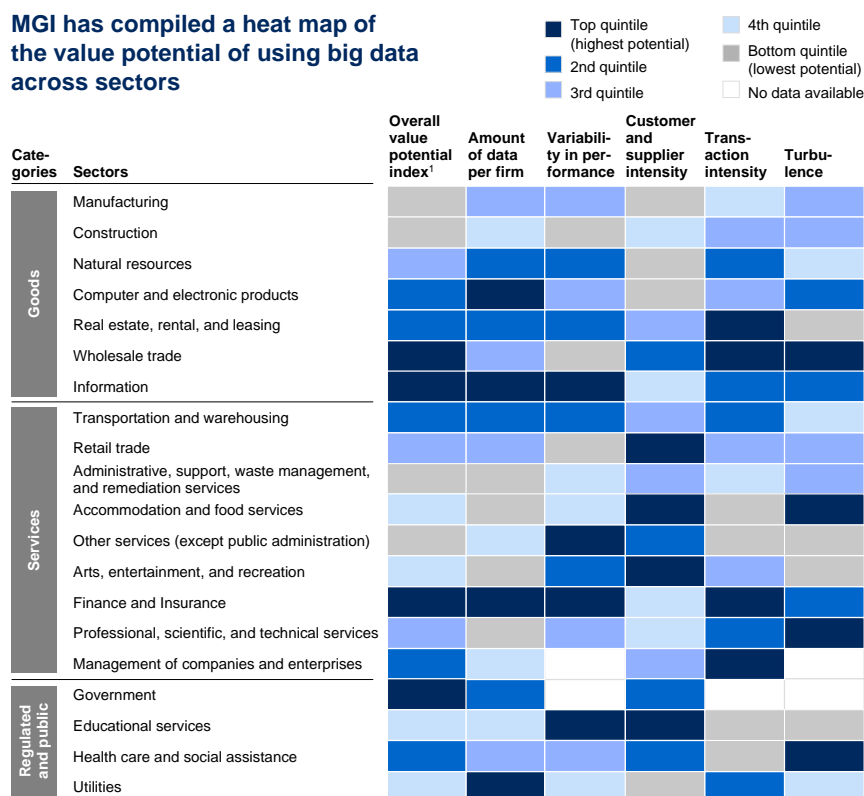 MGI has compiled a heat map of
the value potential of using big data
across sectors
Top quintile
(highest potential)
2nd quintile
3rd quintile
4th quintile
Bottom quintile
(lowest potential)
No data available
Cate-
gories
Sectors
Overall
value
potential
index1
Amount
of data
per firm
Variabili-
ty in per-
formance
Customer
and
supplier
intensity
Trans-
action
intensity
Turbu-
lence
Goods
Manufacturing
Construction
Natural resources
Computer and electronic products
Real estate, rental, and leasing
Wholesale trade
Information
Services
Transportation and warehousing
Retail trade
Administrative, support, waste management,
and remediation services
Accommodation and food services
Other services (except public administration)
Arts, entertainment, and recreation
Finance and Insurance
Professional, scientific, and technical services
Management of companies and enterprises
Regulated
and public
Government
Educational services
Health care and social assistance
Utilities